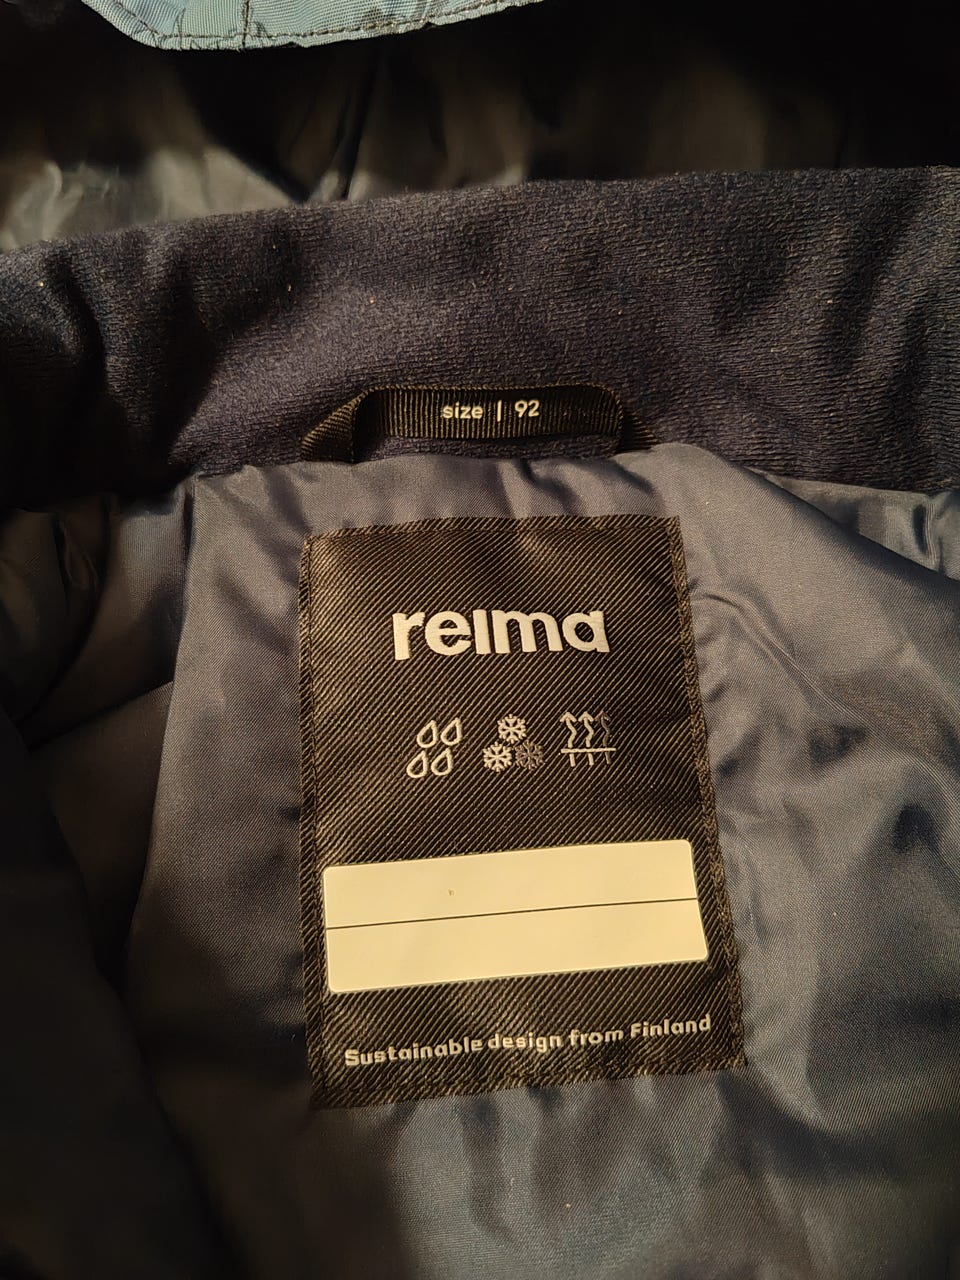 size | 92
reima
Sustainable design from Finland